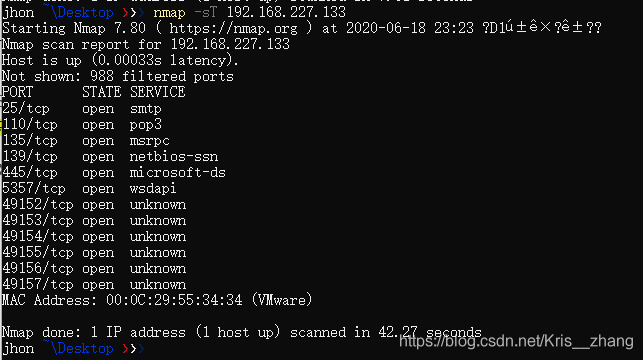 jhon ~\Desktop ❯❯❯ nmap -sT 192.168.227.133
Starting Nmap 7.80 ( https://nmap.org ) at 2020-06-18 23:23 ?D1ú±ê×?ê±??
Nmap scan report for 192.168.227.133
Host is up (0.00033s latency).
Not shown: 988 filtered ports
PORT      STATE SERVICE
25/tcp    open  smtp
110/tcp   open  pop3
135/tcp   open  msrpc
139/tcp   open  netbios-ssn
445/tcp   open  microsoft-ds
5357/tcp  open  wsdapi
49152/tcp open  unknown
49153/tcp open  unknown
49154/tcp open  unknown
49155/tcp open  unknown
49156/tcp open  unknown
49157/tcp open  unknown
MAC Address: 00:0C:29:55:34:34 (VMware)
Nmap done: 1 IP address (1 host up) scanned in 42.27 seconds
https://blog.csdn.net/Kris__zhang
jhon ~\Desktop ❯❯❯